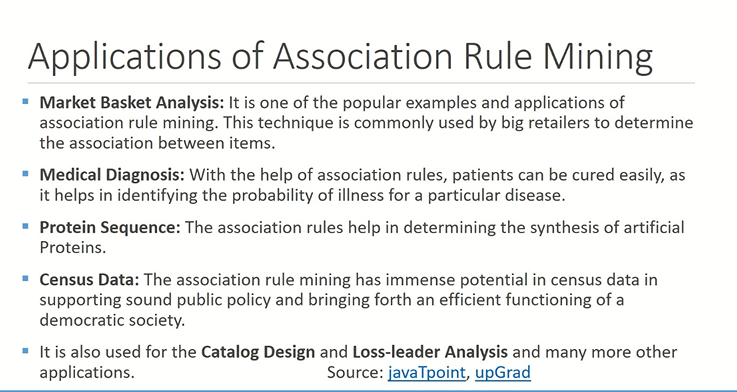 Applications of Association Rule Mining
▪ Market Basket Analysis: It is one of the popular examples and applications of
association rule mining. This technique is commonly used by big retailers to determine
the association between items.
▪ Medical Diagnosis: With the help of association rules, patients can be cured easily, as
it helps in identifying the probability of illness for a particular disease.
▪ Protein Sequence: The association rules help in determining the synthesis of artificial
Proteins.
▪ Census Data: The association rule mining has immense potential in census data in
supporting sound public policy and bringing forth an efficient functioning of a
democratic society.
▪ It is also used for the Catalog Design and Loss-leader Analysis and many more other
applications. Source: javaTpoint, upGrad